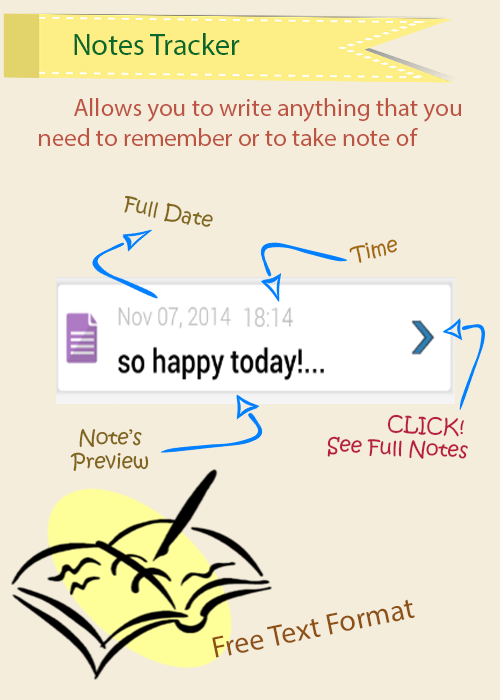 Notes Tracker
Allows you to write anything that you
need to remember or to take note of
Full Date
Time
Nov 07, 2014 18:14
so happy today!...
Note's
Preview
CLICK!
See Full Notes
Free Text Format